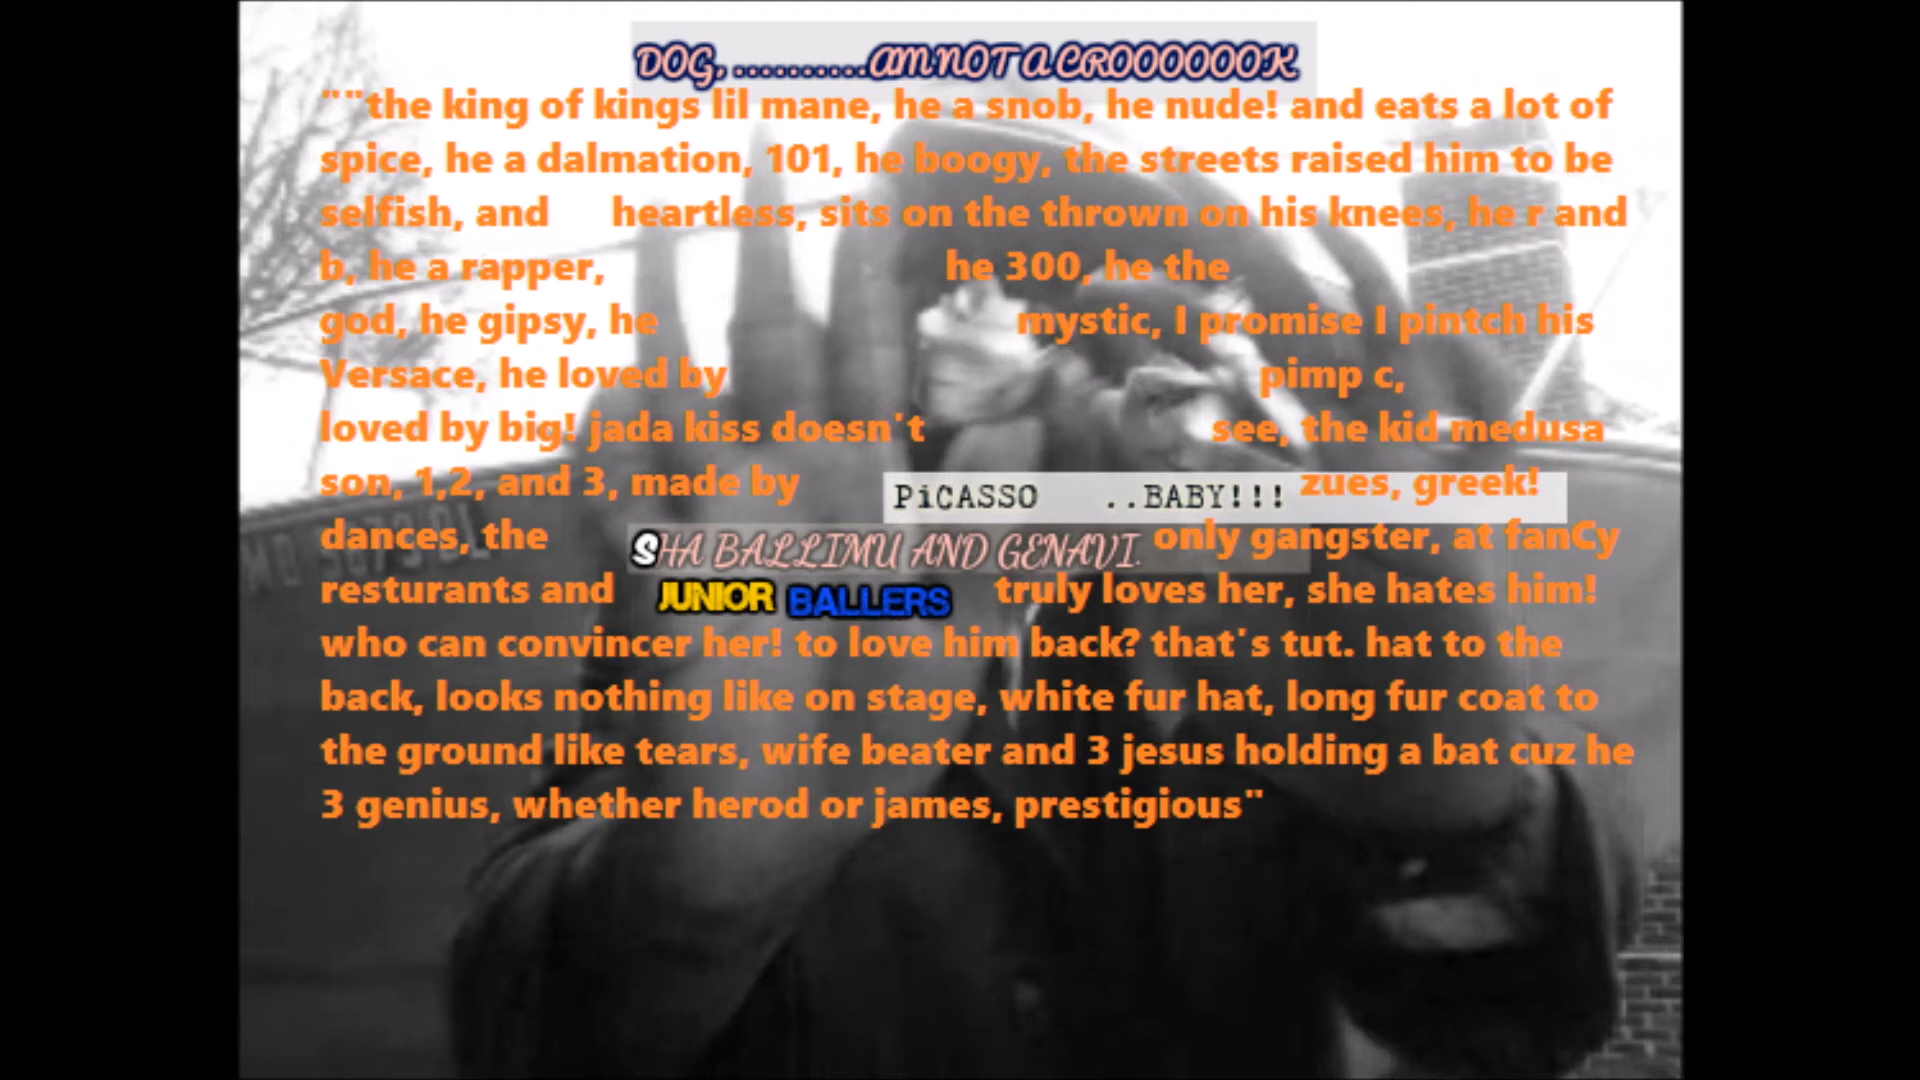 DOG, ...........AM NOT A CROOOOOOK
""the king of kings lil mane, he a snob, he nude! and eats a lot of
spice, he a dalmation, 101, he boogy, the streets raised him to be
selfish, and heartless, sits on the thrown on his knees, he r and
b, he a rapper, he 300, he the
god, he gipsy, he mystic, I promise I pintch his
Versace, he loved by pimp c,
loved by big! jada kiss doesn't see, the kid medusa
son, 1,2, and 3, made by zues, greek!
PiCASSO ..BABY!!!
dances, the only gangster, at fanCy
SHA BALLIMU AND GENAVI.
resturants and truly loves her, she hates him!
JUNIOR BALLERS
who can convincer her! to love him back? that's tut. hat to the
back, looks nothing like on stage, white fur hat, long fur coat to
the ground like tears, wife beater and 3 jesus holding a bat cuz he
3 genius, whether herod or james, prestigious"